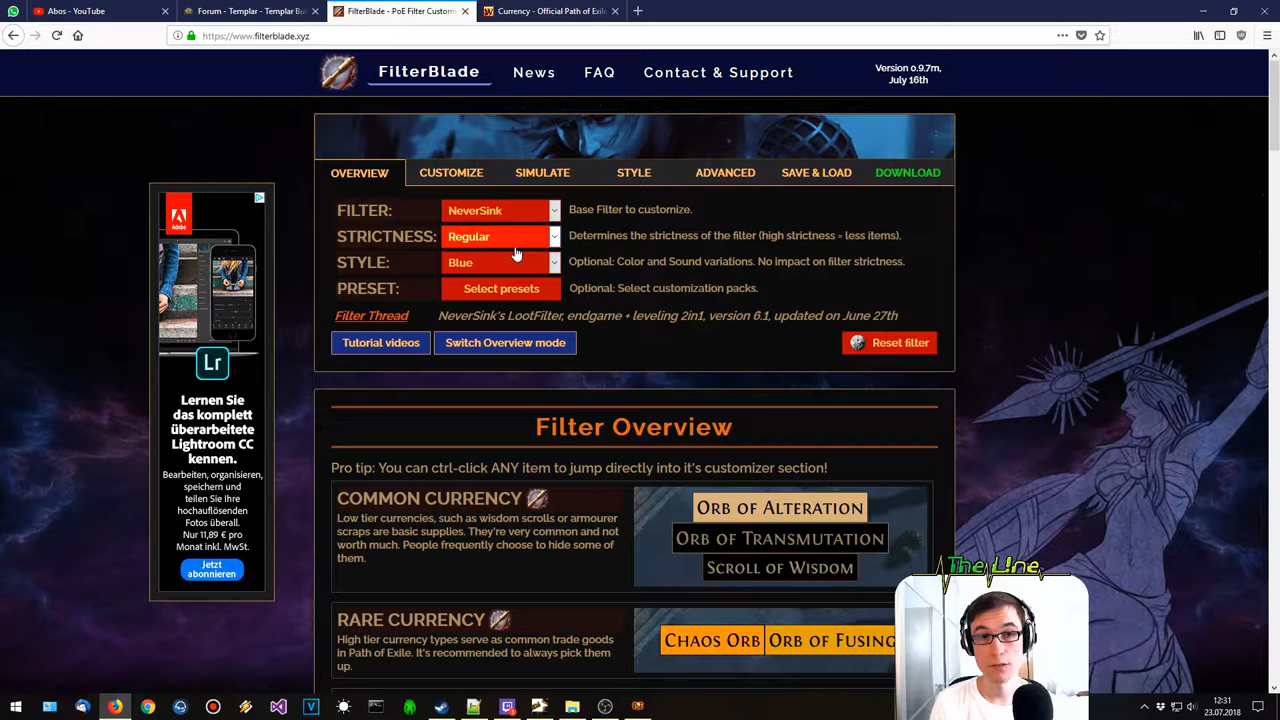 Abos - YouTube
Forum - Templar - Templar Bui
FilterBlade - PoE Filter Custom
Currency - Official Path of Exile
https://www.filterblade.xyz
FilterBlade
News
FAQ
Contact & Support
Version 0.9.7m,
July 16th
OVERVIEW
CUSTOMIZE
SIMULATE
STYLE
ADVANCED
SAVE & LOAD
DOWNLOAD
FILTER:
NeverSink
Base Filter to customize.
STRICTNESS:
Regular
Determines the strictness of the filter (high strictness = less items).
STYLE:
Blue
Optional: Color and Sound variations. No impact on filter strictness.
PRESET:
Select presets
Optional: Select customization packs.
Filter Thread
NeverSink's LootFilter, endgame + leveling 2in1, version 6.1, updated on June 27th
Tutorial videos
Switch Overview mode
Reset filter
Adobe
Lr
Lernen Sie
das komplett
überarbeitete
Lightroom CC
kennen.
Bearbeiten, organisieren,
speichern und
teilen Sie Ihre
hochauflösenden
Fotos überall.
Nur 11,89 € pro
Monat inkl. MwSt.
Jetzt
abonnieren
Filter Overview
Pro tip: You can ctrl-click ANY item to jump directly into it's customizer section!
COMMON CURRENCY
Low tier currencies, such as wisdom scrolls or armourer
scraps are basic supplies. They're very common and not
worth much. People frequently choose to hide some of
them.
ORB OF ALTERATION
ORB OF TRANSMUTATION
SCROLL OF WISDOM
RARE CURRENCY
High tier currency types serve as common trade goods
in Path of Exile. It's recommended to always pick them
up.
CHAOS ORB
ORB OF FUSING
The Line
12:31
23.07.2018